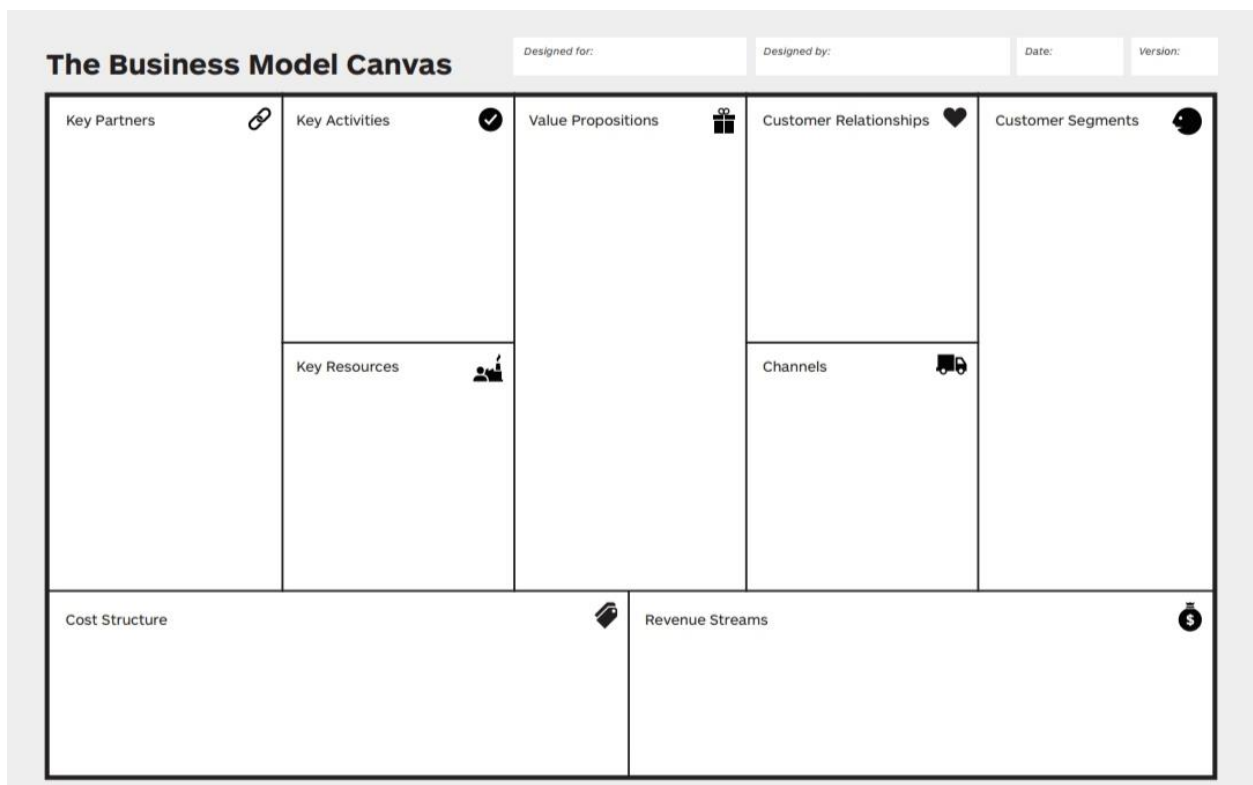 The Business Model Canvas
Designed for:
Designed by:
Date:
Version:
Key Partners
Key Activities
Value Propositions
Customer Relationships
Customer Segments
Key Resources
Channels
Cost Structure
Revenue Streams
$